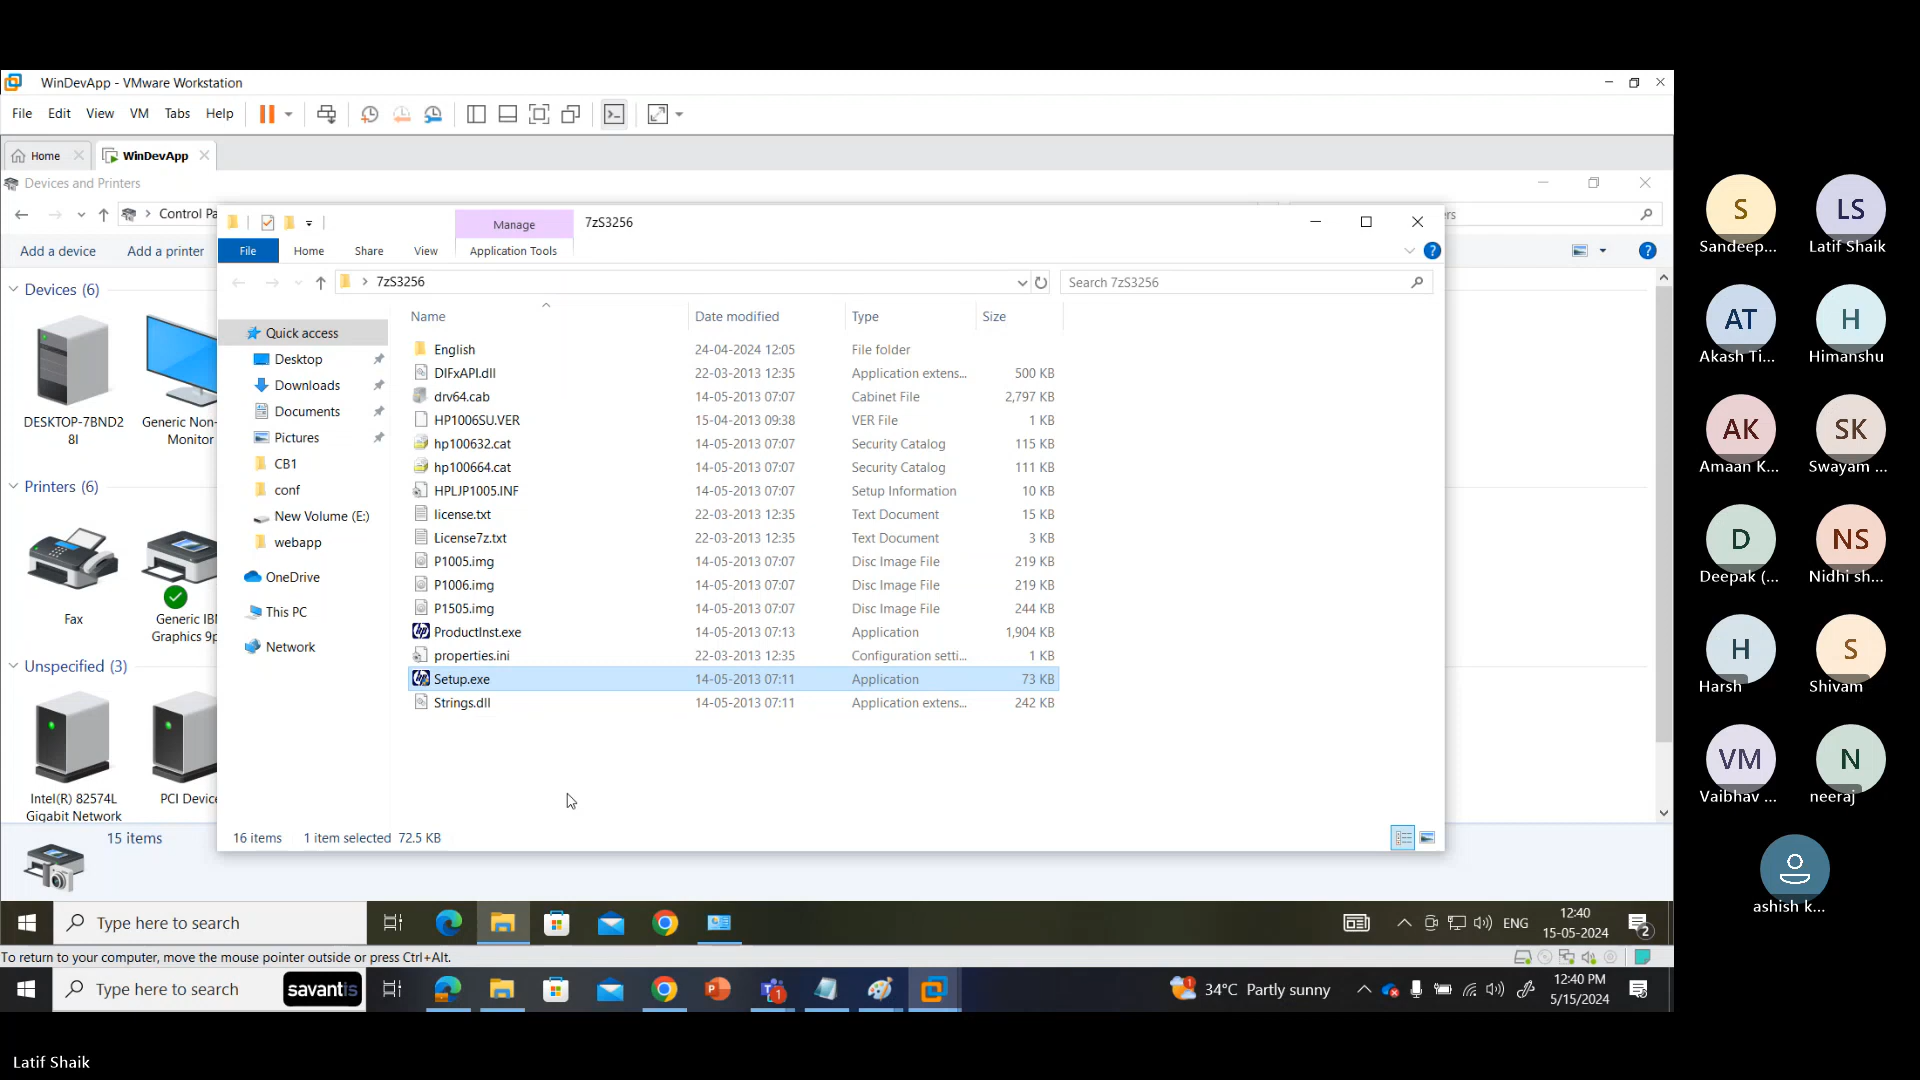 WinDevApp - VMware Workstation
File Edit View VM Tabs Help
Home WinDevApp
Devices and Printers
Control Pa
Add a device Add a printer
Devices (6)
DESKTOP-7BND2
8I
Generic Non-
Monitor
Printers (6)
Fax
Generic IB
Graphics 9p
Unspecified (3)
Intel(R) 82574L
Gigabit Network
PCI Device
15 items
Manage 7zS3256
File Home Share View Application Tools
7zS3256 Search 7zS3256
Quick access
Desktop
Downloads
Documents
Pictures
CB1
conf
New Volume (E:)
webapp
OneDrive
This PC
Network
Name Date modified Type Size
English 24-04-2024 12:05 File folder
DIFxAPI.dll 22-03-2013 12:35 Application extens... 500 KB
drv64.cab 14-05-2013 07:07 Cabinet File 2,797 KB
HP1006SU.VER 15-04-2013 09:38 VER File 1 KB
hp100632.cat 14-05-2013 07:07 Security Catalog 115 KB
hp100664.cat 14-05-2013 07:07 Security Catalog 111 KB
HPLJP1005.INF 14-05-2013 07:07 Setup Information 10 KB
license.txt 22-03-2013 12:35 Text Document 15 KB
License7z.txt 22-03-2013 12:35 Text Document 3 KB
P1005.img 14-05-2013 07:07 Disc Image File 219 KB
P1006.img 14-05-2013 07:07 Disc Image File 219 KB
P1505.img 14-05-2013 07:07 Disc Image File 244 KB
ProductInst.exe 14-05-2013 07:13 Application 1,904 KB
properties.ini 22-03-2013 12:35 Configuration setti... 1 KB
Setup.exe 14-05-2013 07:11 Application 73 KB
Strings.dll 14-05-2013 07:11 Application extens... 242 KB
16 items 1 item selected 72.5 KB
ers
Type here to search
ENG
12:40
15-05-2024
2
To return to your computer, move the mouse pointer outside or press Ctrl+Alt.
Type here to search savantis
34°C Partly sunny
12:40 PM
5/15/2024
S LS
Sandeep... Latif Shaik
AT H
Akash Ti... Himanshu
AK SK
Amaan K... Swayam ...
D NS
Deepak (... Nidhi sh...
H S
Harsh Shivam
VM N
Vaibhav ... neeraj
ashish k...
Latif Shaik